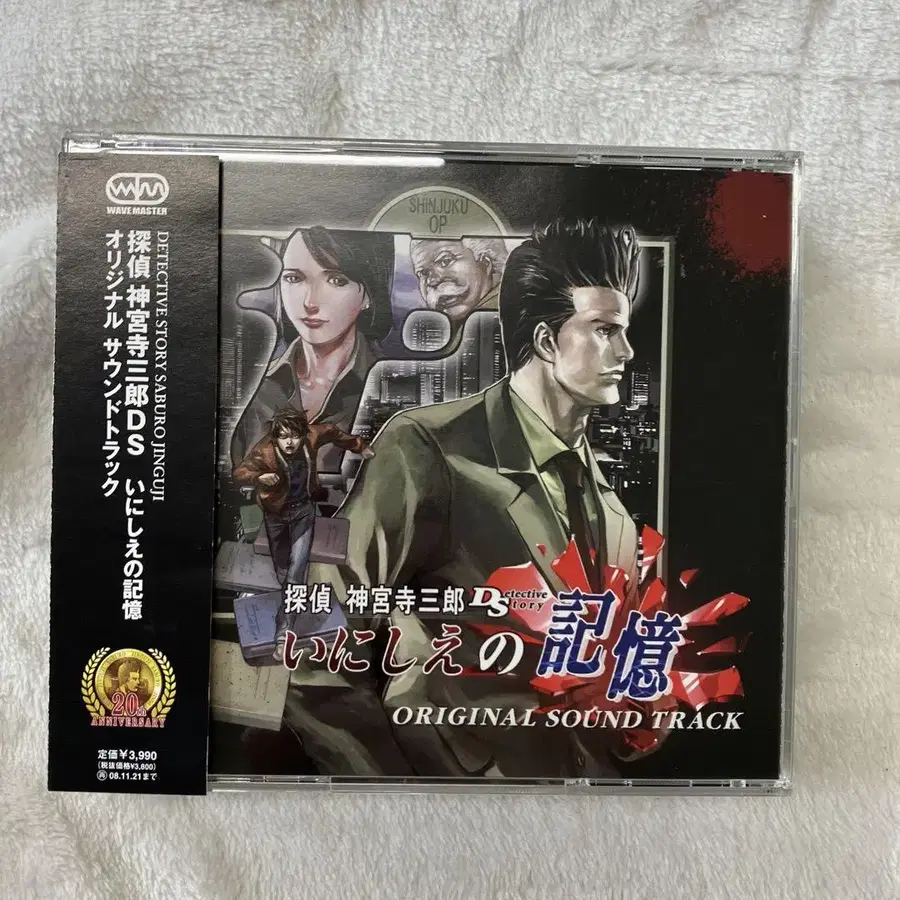 WAVE MASTER
DETECTIVE STORY SABURO JINGUJI
探偵 神宮寺三郎DS いにしえの記憶
オリジナル サウンドトラック
20th
ANNIVERSARY
定価¥3,990
(税抜価格¥3,800)
再 08.11.21まで
SHINJUKU
OP
探偵 神宮寺三郎 Detective Story
いにしえの記憶
ORIGINAL SOUND TRACK